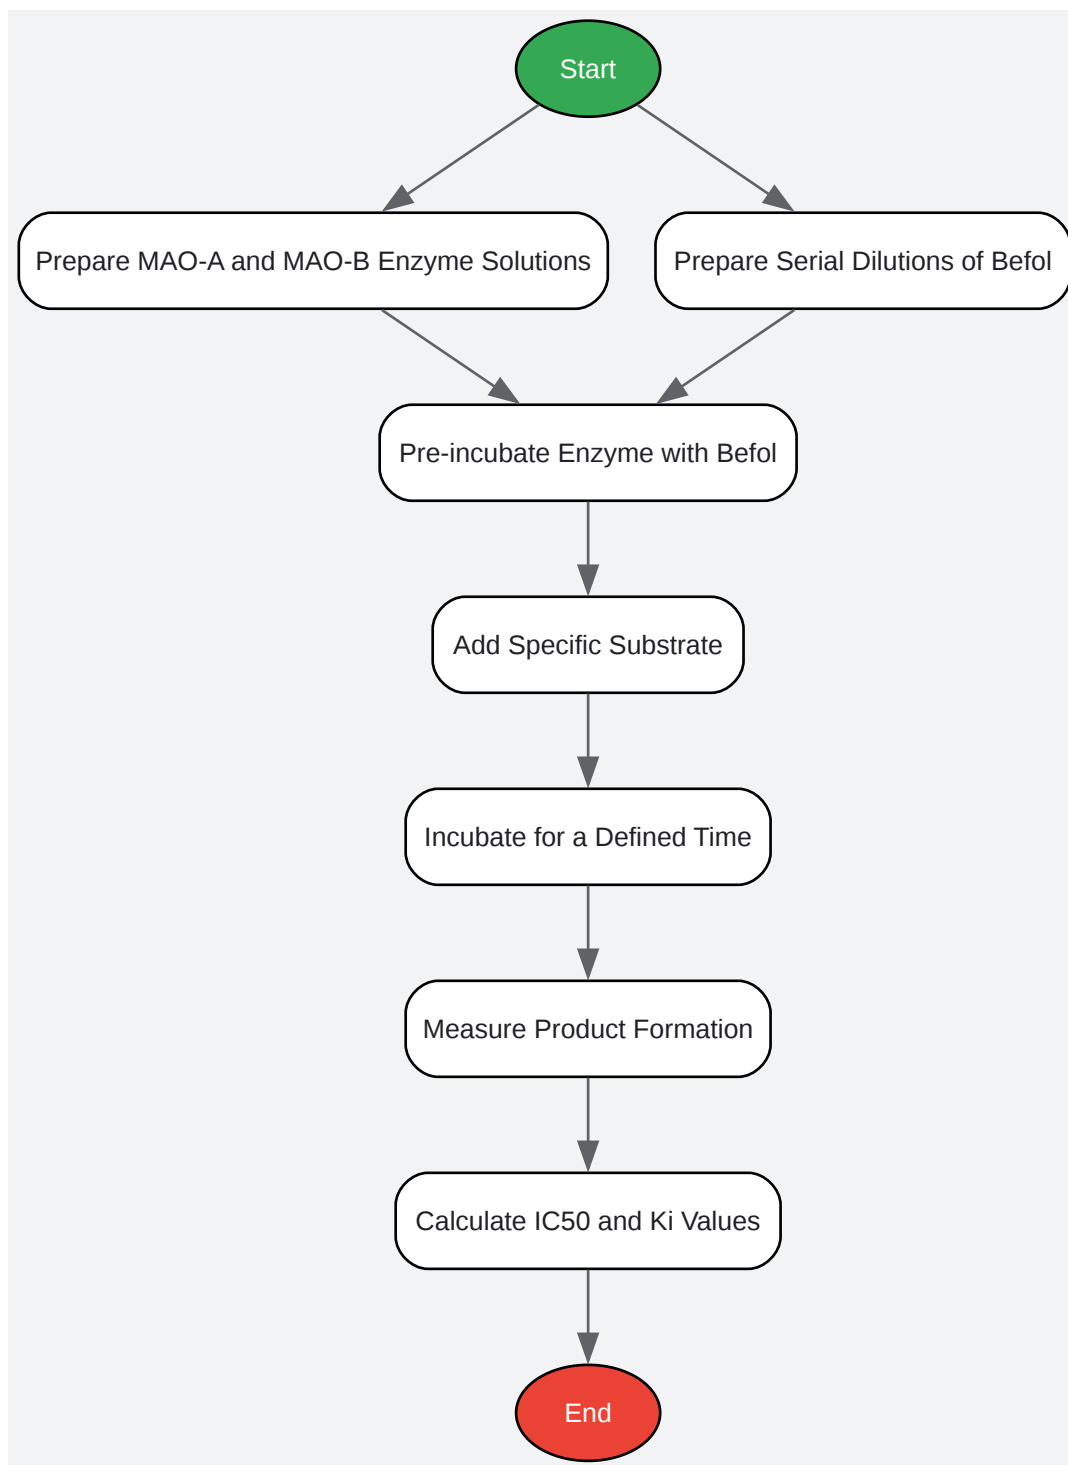 Start
Prepare MAO-A and MAO-B Enzyme Solutions
Prepare Serial Dilutions of Befol
Pre-incubate Enzyme with Befol
Add Specific Substrate
Incubate for a Defined Time
Measure Product Formation
Calculate IC50 and Ki Values
End